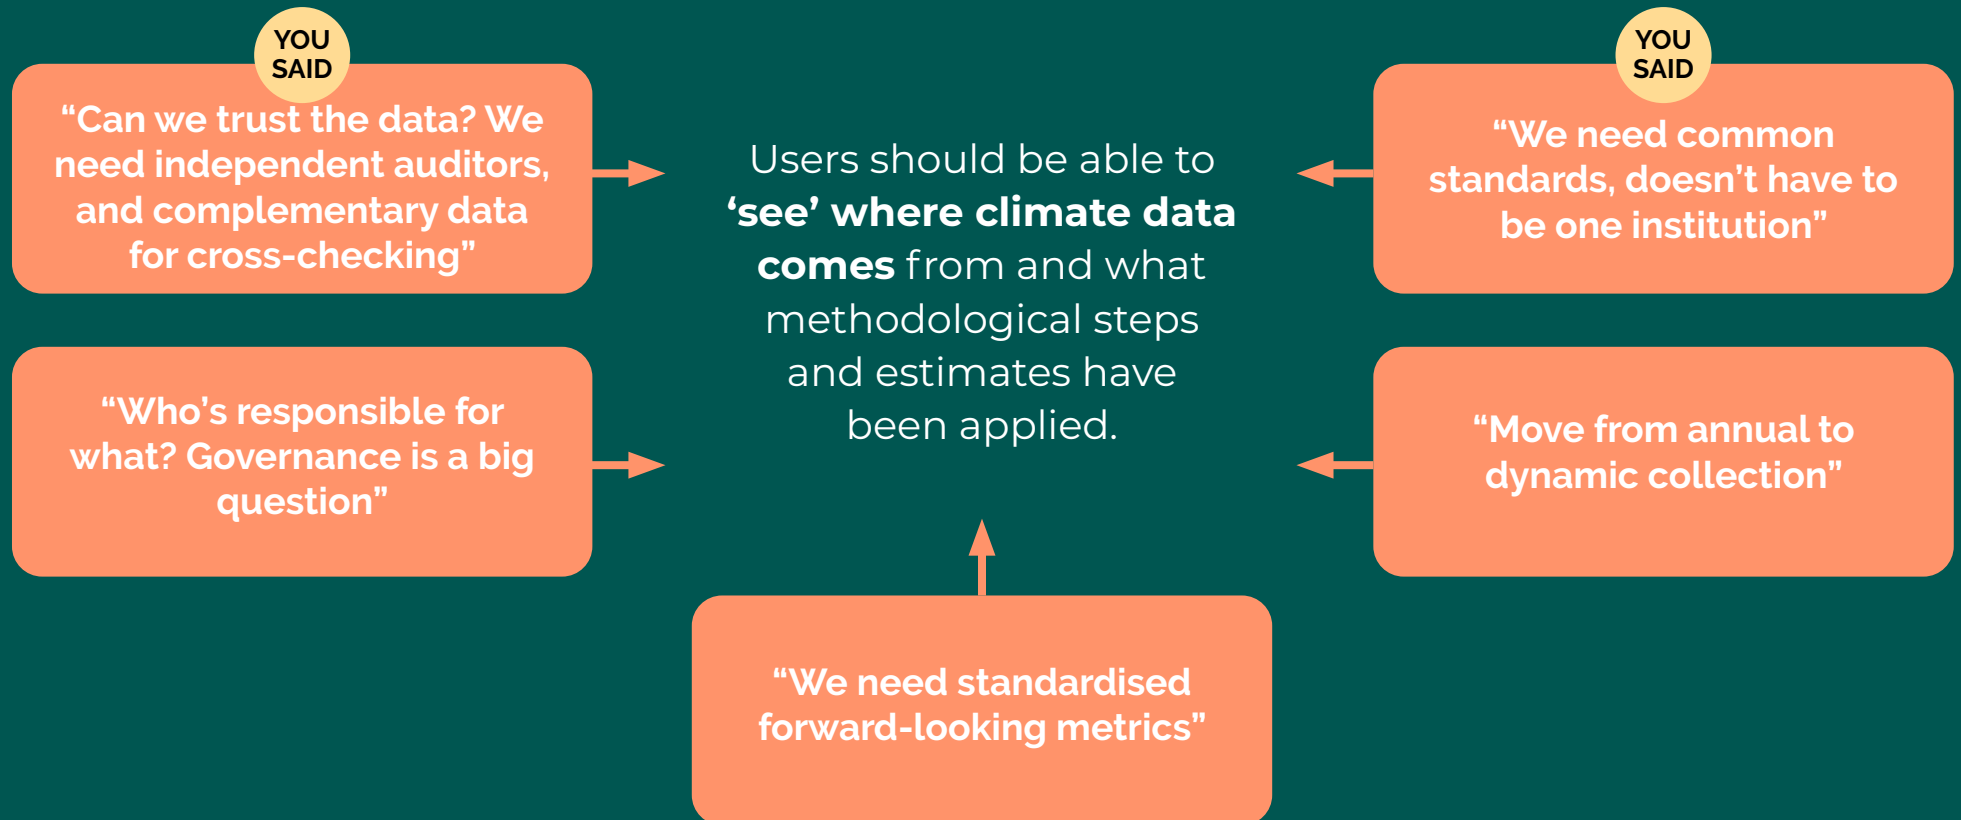 YOU
SAID
“Can we trust the data? We
need independent auditors,
and complementary data
for cross-checking”
“Who’s responsible for
what? Governance is a big
question”
Users should be able to
‘see’ where climate data
comes from and what
methodological steps
and estimates have
been applied.
YOU
SAID
“We need common
standards, doesn’t have to
be one institution”
“Move from annual to
dynamic collection”
“We need standardised
forward-looking metrics”